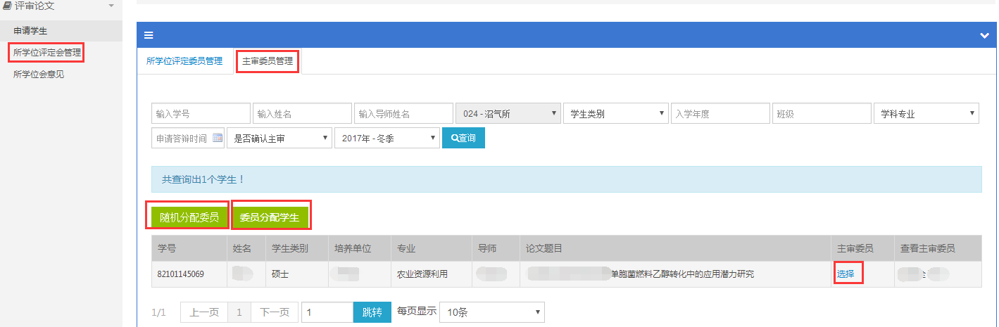 评审论文
申请学生
所学位评定会管理
所学位会意见
所学位评定委员管理 主审委员管理
输入学号 输入姓名 输入导师姓名 024 - 沼气所 学生类别 入学年度 班级 学科专业
申请答辩时间 是否确认主审 2017年 - 冬季 查询
共查询出1个学生！
随机分配委员 委员分配学生
学号 姓名 学生类别 培养单位 专业 导师 论文题目 主审委员 查看主审委员
82101145069 硕士 农业资源利用 单胞菌燃料乙醇转化中的应用潜力研究 选择
1/1 上一页 1 下一页 1 跳转 每页显示 10条